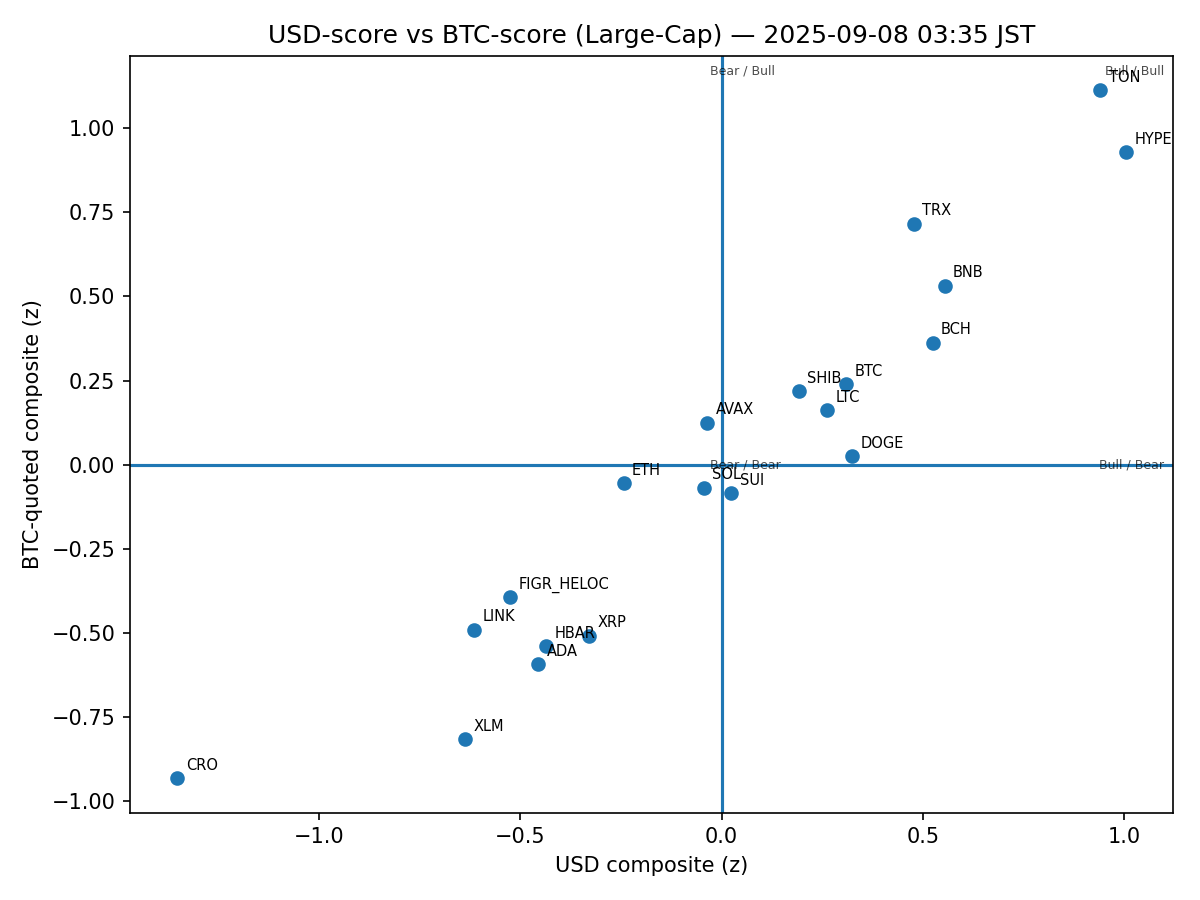 USD-score vs BTC-score (Large-Cap) — 2025-09-08 03:35 JST
Bear / Bull
Bull / Bull
TON
HYPE
TRX
BNB
BCH
BTC
SHIB
LTC
AVAX
DOGE
Bear / Bear
Bull / Bear
ETH
SOL
SUI
FIGR_HELOC
LINK
XRP
HBAR
ADA
XLM
CRO
1.00
0.75
0.50
0.25
0.00
−0.25
−0.50
−0.75
−1.00
BTC-quoted composite (z)
−1.0
−0.5
0.0
0.5
1.0
USD composite (z)